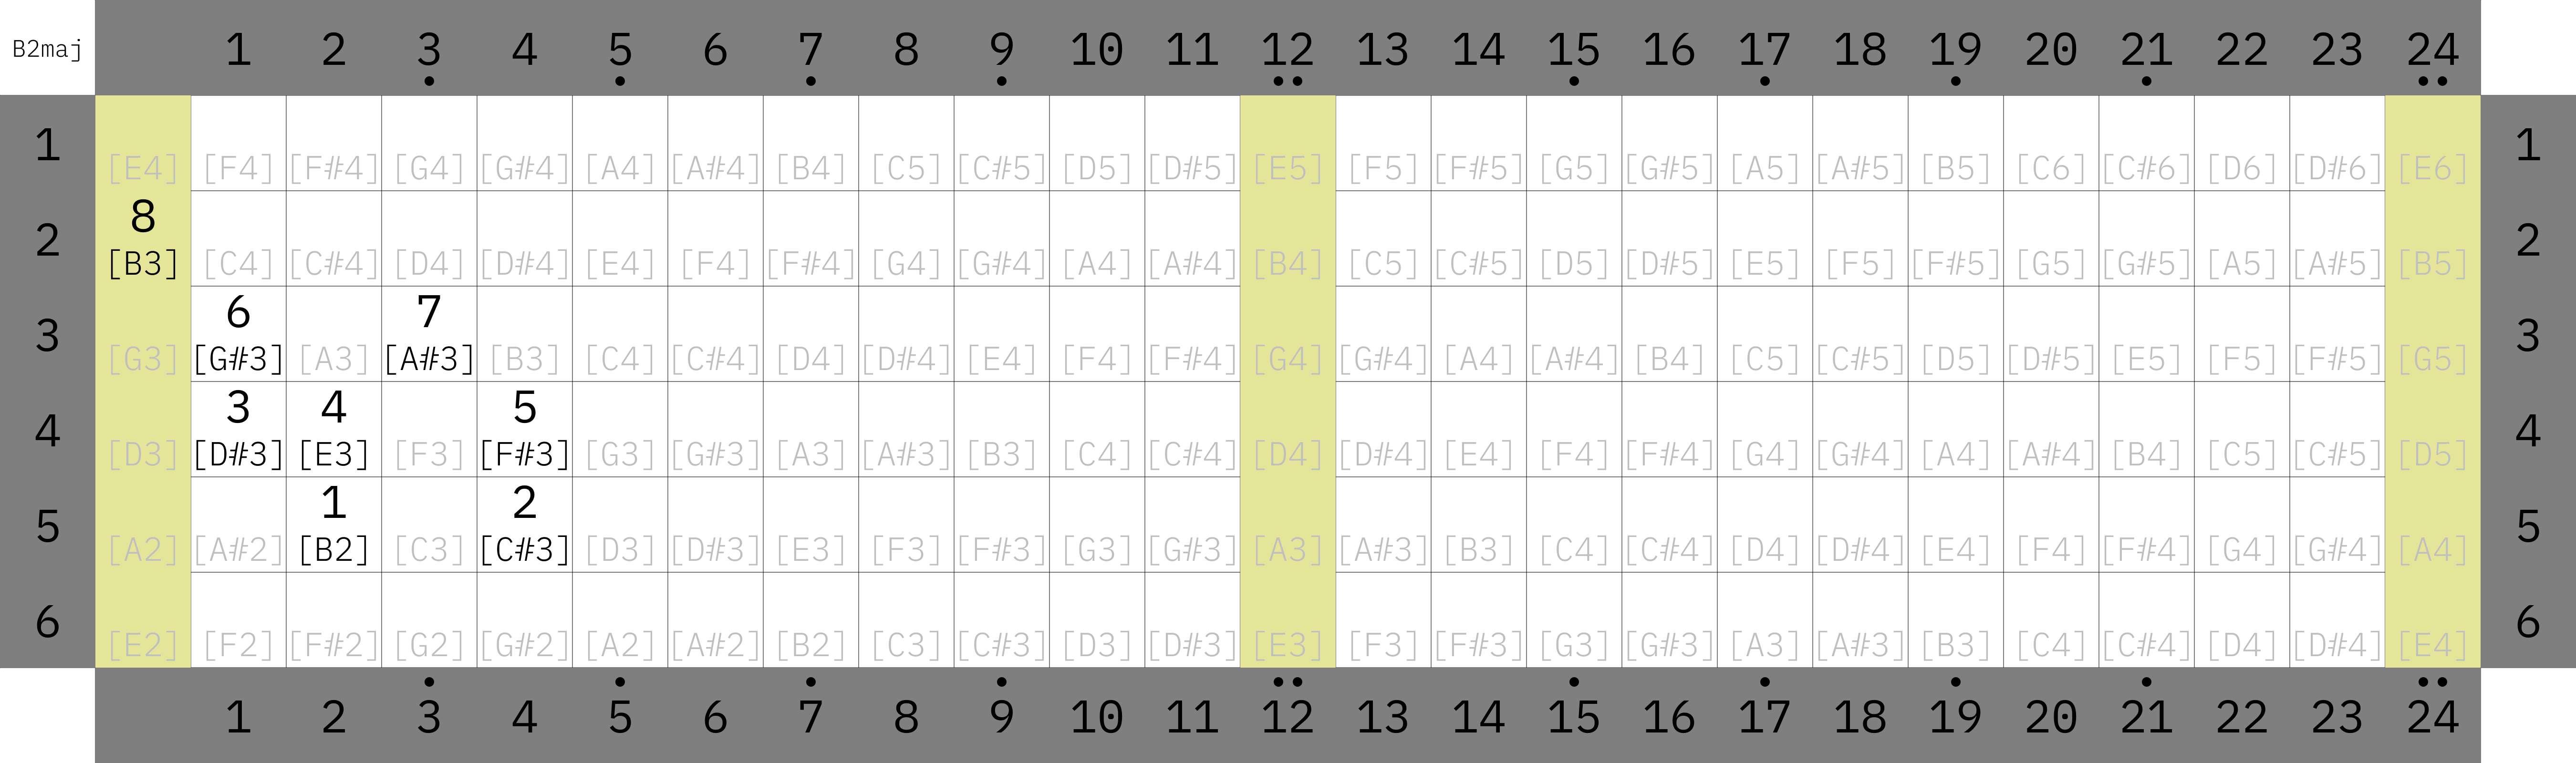 B2maj 1 2 3 4 5 6 7 8 9 10 11 12 13 14 15 16 17 18 19 20 21 22 23 24
1 [E4] [F4] [F#4] [G4] [G#4] [A4] [A#4] [B4] [C5] [C#5] [D5] [D#5] [E5] [F5] [F#5] [G5] [G#5] [A5] [A#5] [B5] [C6] [C#6] [D6] [D#6] [E6] 1
8
2 [B3] [C4] [C#4] [D4] [D#4] [E4] [F4] [F#4] [G4] [G#4] [A4] [A#4] [B4] [C5] [C#5] [D5] [D#5] [E5] [F5] [F#5] [G5] [G#5] [A5] [A#5] [B5] 2
6 7
3 [G3] [G#3] [A3] [A#3] [B3] [C4] [C#4] [D4] [D#4] [E4] [F4] [F#4] [G4] [G#4] [A4] [A#4] [B4] [C5] [C#5] [D5] [D#5] [E5] [F5] [F#5] [G5] 3
3 4 5
4 [D3] [D#3] [E3] [F3] [F#3] [G3] [G#3] [A3] [A#3] [B3] [C4] [C#4] [D4] [D#4] [E4] [F4] [F#4] [G4] [G#4] [A4] [A#4] [B4] [C5] [C#5] [D5] 4
1 2
5 [A2] [A#2] [B2] [C3] [C#3] [D3] [D#3] [E3] [F3] [F#3] [G3] [G#3] [A3] [A#3] [B3] [C4] [C#4] [D4] [D#4] [E4] [F4] [F#4] [G4] [G#4] [A4] 5
6 [E2] [F2] [F#2] [G2] [G#2] [A2] [A#2] [B2] [C3] [C#3] [D3] [D#3] [E3] [F3] [F#3] [G3] [G#3] [A3] [A#3] [B3] [C4] [C#4] [D4] [D#4] [E4] 6
1 2 3 4 5 6 7 8 9 10 11 12 13 14 15 16 17 18 19 20 21 22 23 24